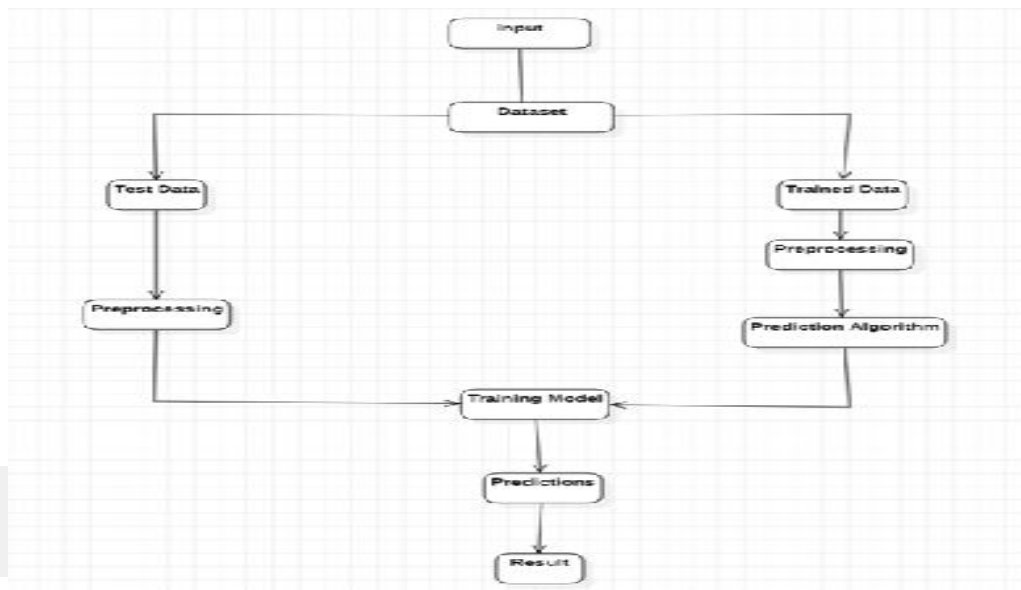 Input
Dataset
Test Data
Trained Data
Preprocessing
Preprocessing
Prediction Algorithm
Training Model
Predictions
Result